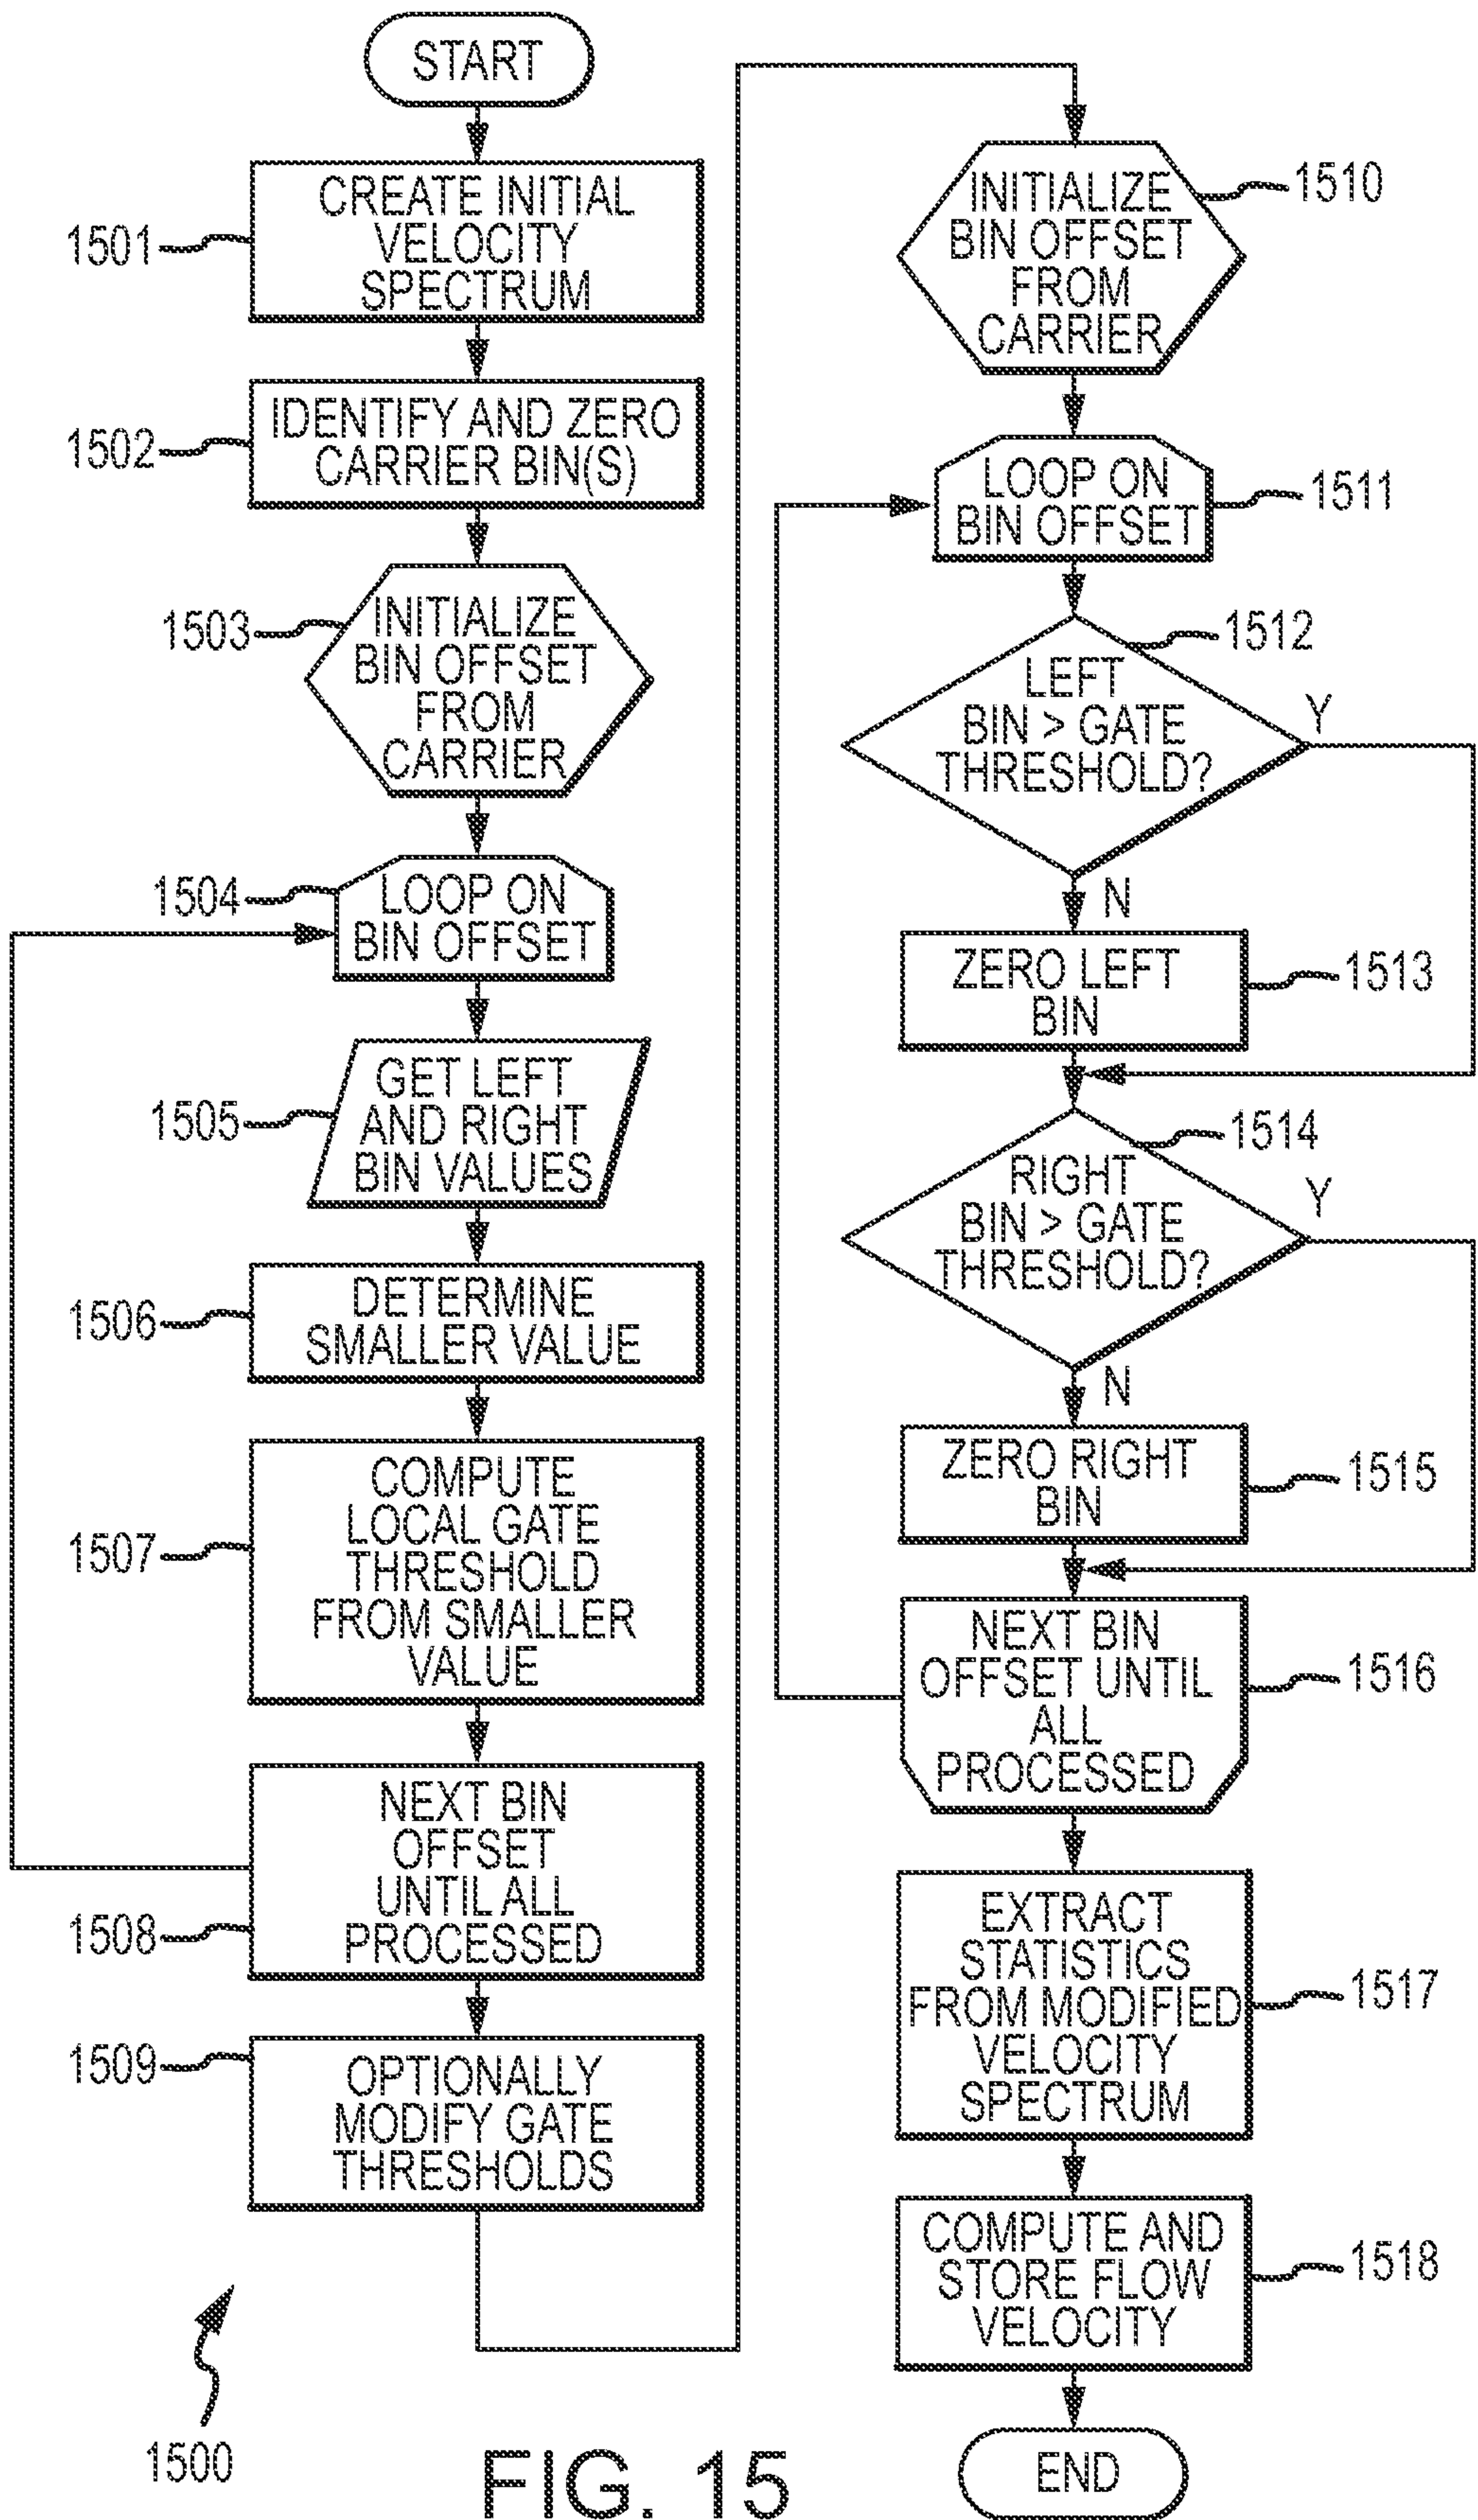 START
1501
CREATE INITIAL
VELOCITY
SPECTRUM
1502
IDENTIFY AND ZERO
CARRIER BIN(S)
1503
INITIALIZE
BIN OFFSET
FROM
CARRIER
1504
LOOP ON
BIN OFFSET
1505
GET LEFT
AND RIGHT
BIN VALUES
1506
DETERMINE
SMALLER VALUE
1507
COMPUTE
LOCAL GATE
THRESHOLD
FROM SMALLER
VALUE
1508
NEXT BIN
OFFSET
UNTIL ALL
PROCESSED
1509
OPTIONALLY
MODIFY GATE
THRESHOLDS
1510
INITIALIZE
BIN OFFSET
FROM
CARRIER
1511
LOOP ON
BIN OFFSET
1512
LEFT
BIN > GATE
THRESHOLD?
Y
N
1513
ZERO LEFT
BIN
1514
RIGHT
BIN > GATE
THRESHOLD?
Y
N
1515
ZERO RIGHT
BIN
1516
NEXT BIN
OFFSET UNTIL
ALL
PROCESSED
1517
EXTRACT
STATISTICS
FROM MODIFIED
VELOCITY
SPECTRUM
1518
COMPUTE AND
STORE FLOW
VELOCITY
END
1500
FIG. 15